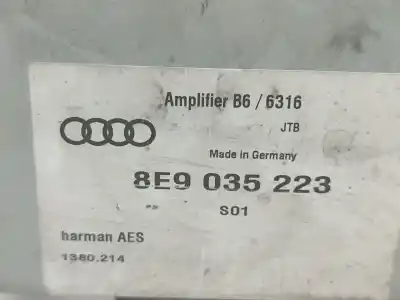 Amplifier B6 / 6316
JTB
Made in Germany
8E9 035 223
S01
harman AES
1380.214